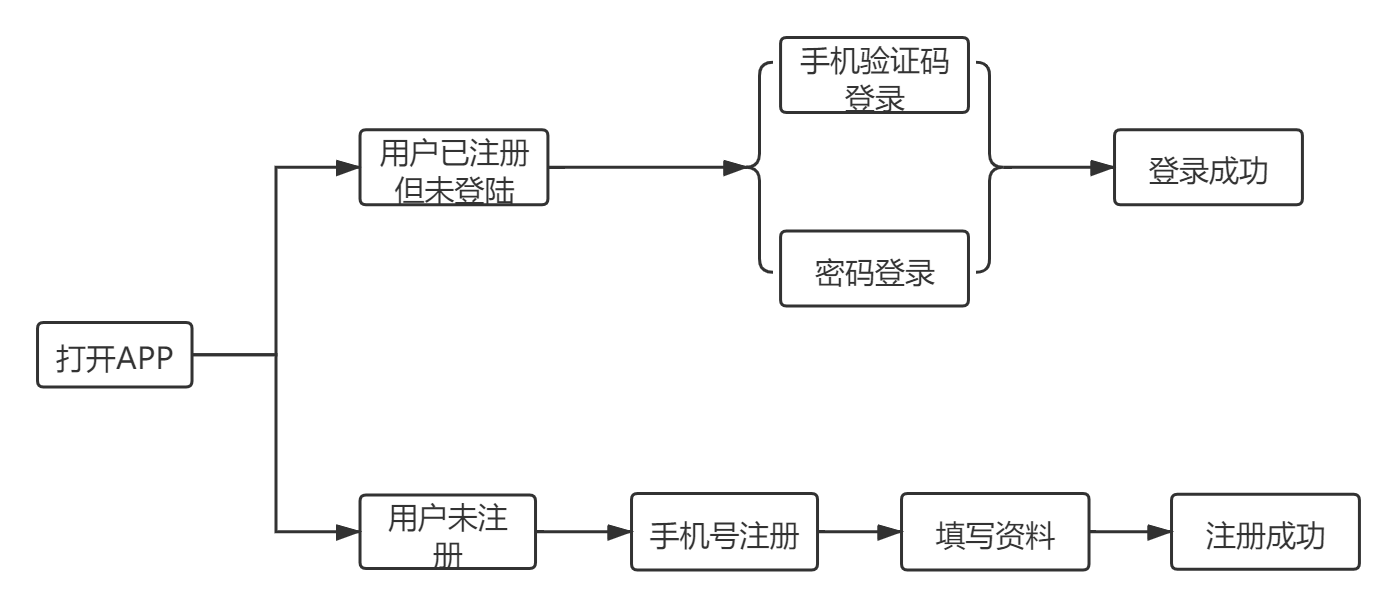 手机验证码
登录
用户已注册
但未登陆
登录成功
密码登录
打开APP
用户未注
册
手机号注册
填写资料
注册成功